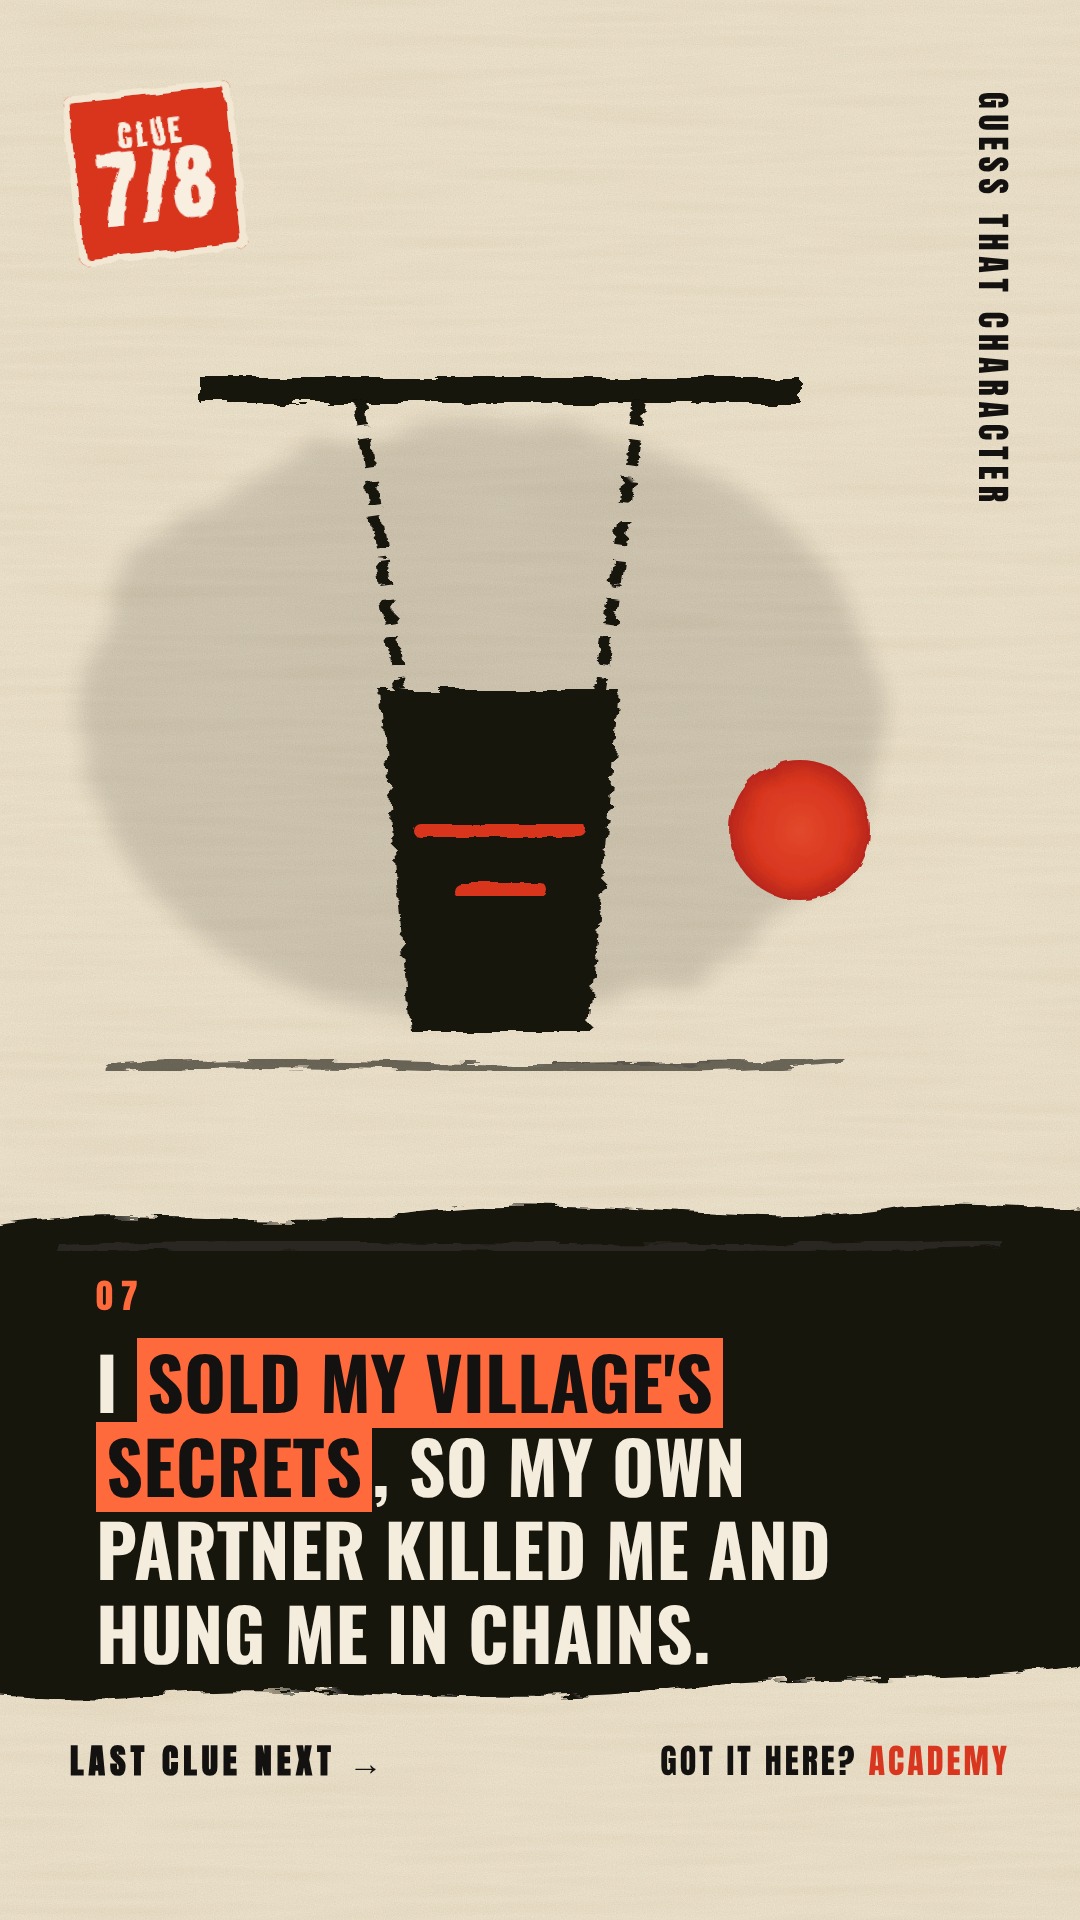 CLUE
7/8
GUESS THAT CHARACTER
07
I SOLD MY VILLAGE'S
SECRETS, SO MY OWN
PARTNER KILLED ME AND
HUNG ME IN CHAINS.
LAST CLUE NEXT →
GOT IT HERE? ACADEMY